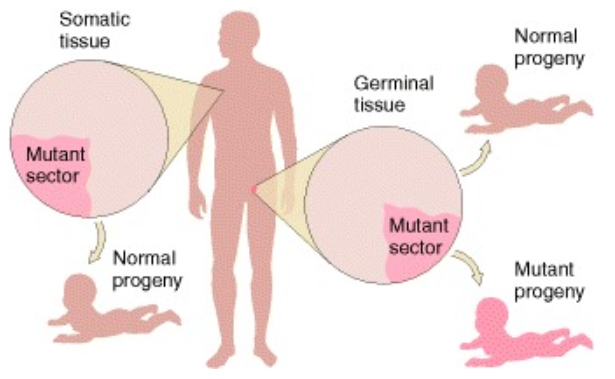 Somatic
tissue
Mutant
sector
Normal
progeny
Germinal
tissue
Mutant
sector
Normal
progeny
Mutant
progeny